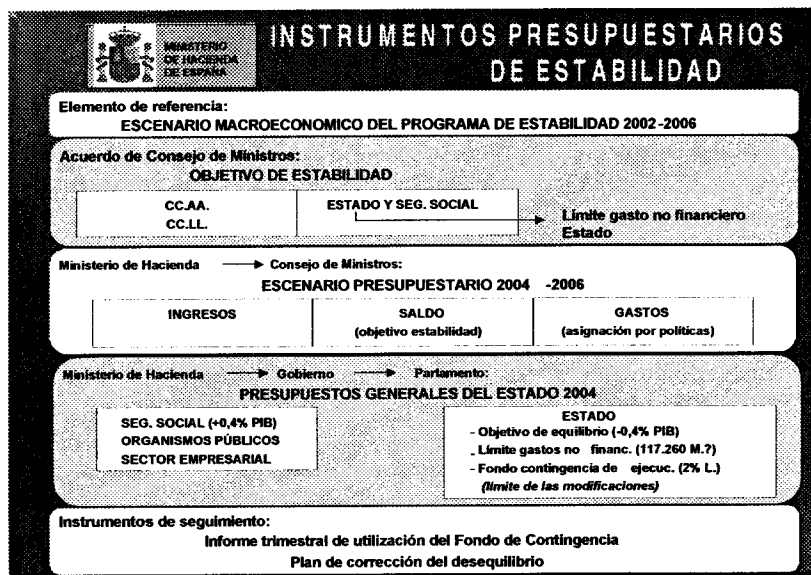 MINISTERIO
DE HACIENDA
DE ESPAÑA
INSTRUMENTOS PRESUPUESTARIOS
DE ESTABILIDAD
Elemento de referencia:
ESCENARIO MACROECONOMICO DEL PROGRAMA DE ESTABILIDAD 2002-2006
Acuerdo de Consejo de Ministros:
OBJETIVO DE ESTABILIDAD
CC.AA.
CC.LL.
ESTADO Y SEG. SOCIAL
Límite gasto no financiero
Estado
Ministerio de Hacienda → Consejo de Ministros:
ESCENARIO PRESUPUESTARIO 2004 -2006
INGRESOS
SALDO
(objetivo estabilidad)
GASTOS
(asignación por políticas)
Ministerio de Hacienda → Gobierno → Parlamento:
PRESUPUESTOS GENERALES DEL ESTADO 2004
SEG. SOCIAL (+0,4% PIB)
ORGANISMOS PÚBLICOS
SECTOR EMPRESARIAL
ESTADO
- Objetivo de equilibrio (-0,4% PIB)
- Límite gastos no financ. (117.260 M.?)
- Fondo contingencia de ejecuc. (2% L.)
(límite de las modificaciones)
Instrumentos de seguimiento:
Informe trimestral de utilización del Fondo de Contingencia
Plan de corrección del desequilibrio